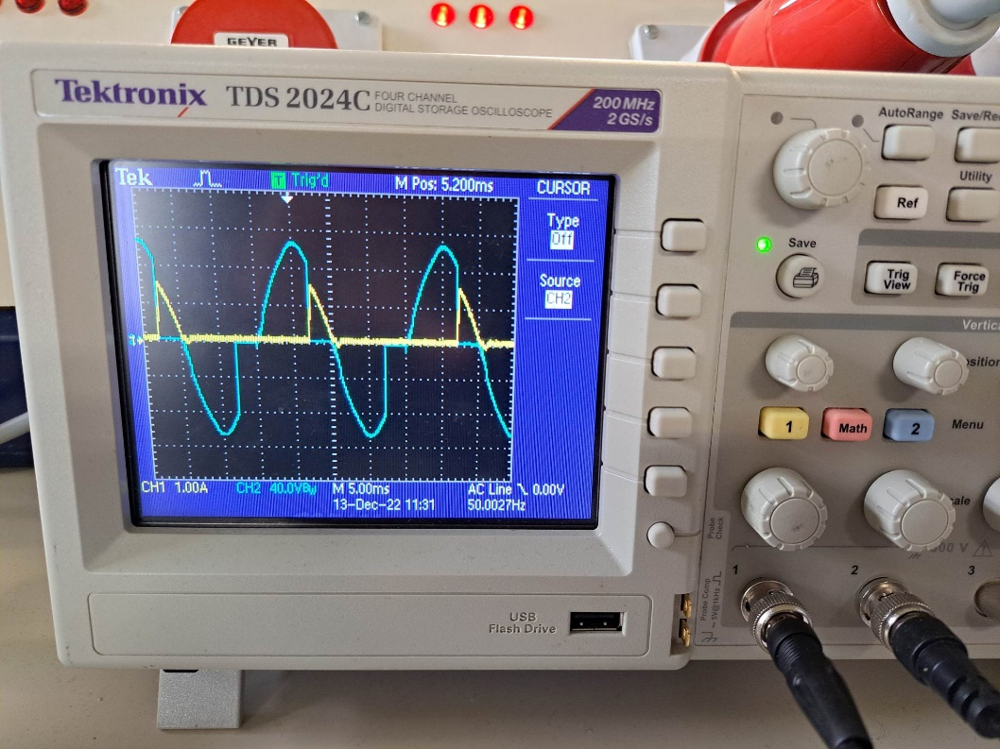 GEYER
Tektronix TDS 2024C FOUR CHANNEL
DIGITAL STORAGE OSCILLOSCOPE
200 MHz
2 GS/s
Tek T Trig'd M Pos: 5.200ms CURSOR
Type
Off
Source
CH2
CH1 1.00A CH2 40.0VBW M 5.00ms AC Line 0.00V
13-Dec-22 11:31 50.0027Hz
USB
Flash Drive
AutoRange Save/Re
Utility
Ref
Save
Trig
View
Force
Trig
Vertica
osition
1 Math 2 Menu
cale
Probe
Check
300 V
1 2 3
Probe Comp
~5V@1kHz